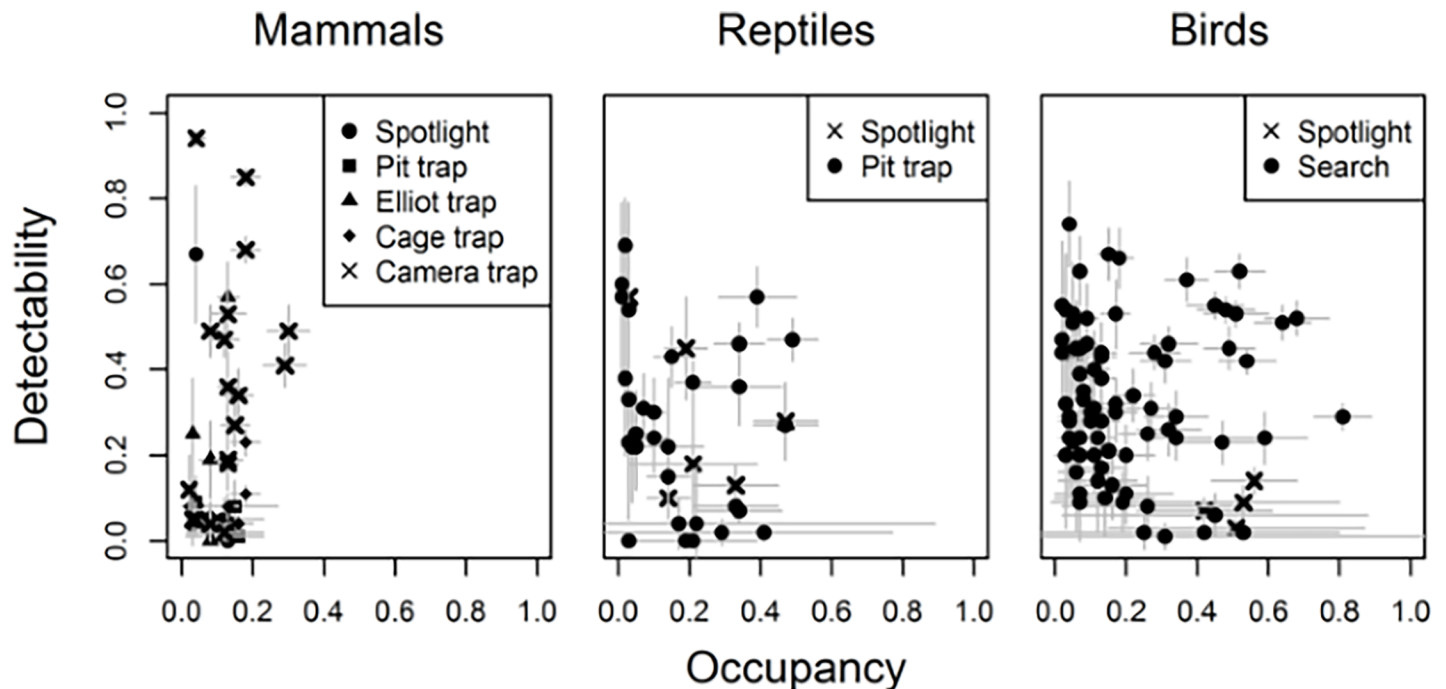 Mammals
Reptiles
Birds
Spotlight
Pit trap
Elliot trap
Cage trap
Camera trap
Spotlight
Pit trap
Spotlight
Search
Detectability
1.0
0.8
0.6
0.4
0.2
0.0
0.0 0.2 0.4 0.6 0.8 1.0
0.0 0.2 0.4 0.6 0.8 1.0
0.0 0.2 0.4 0.6 0.8 1.0
Occupancy